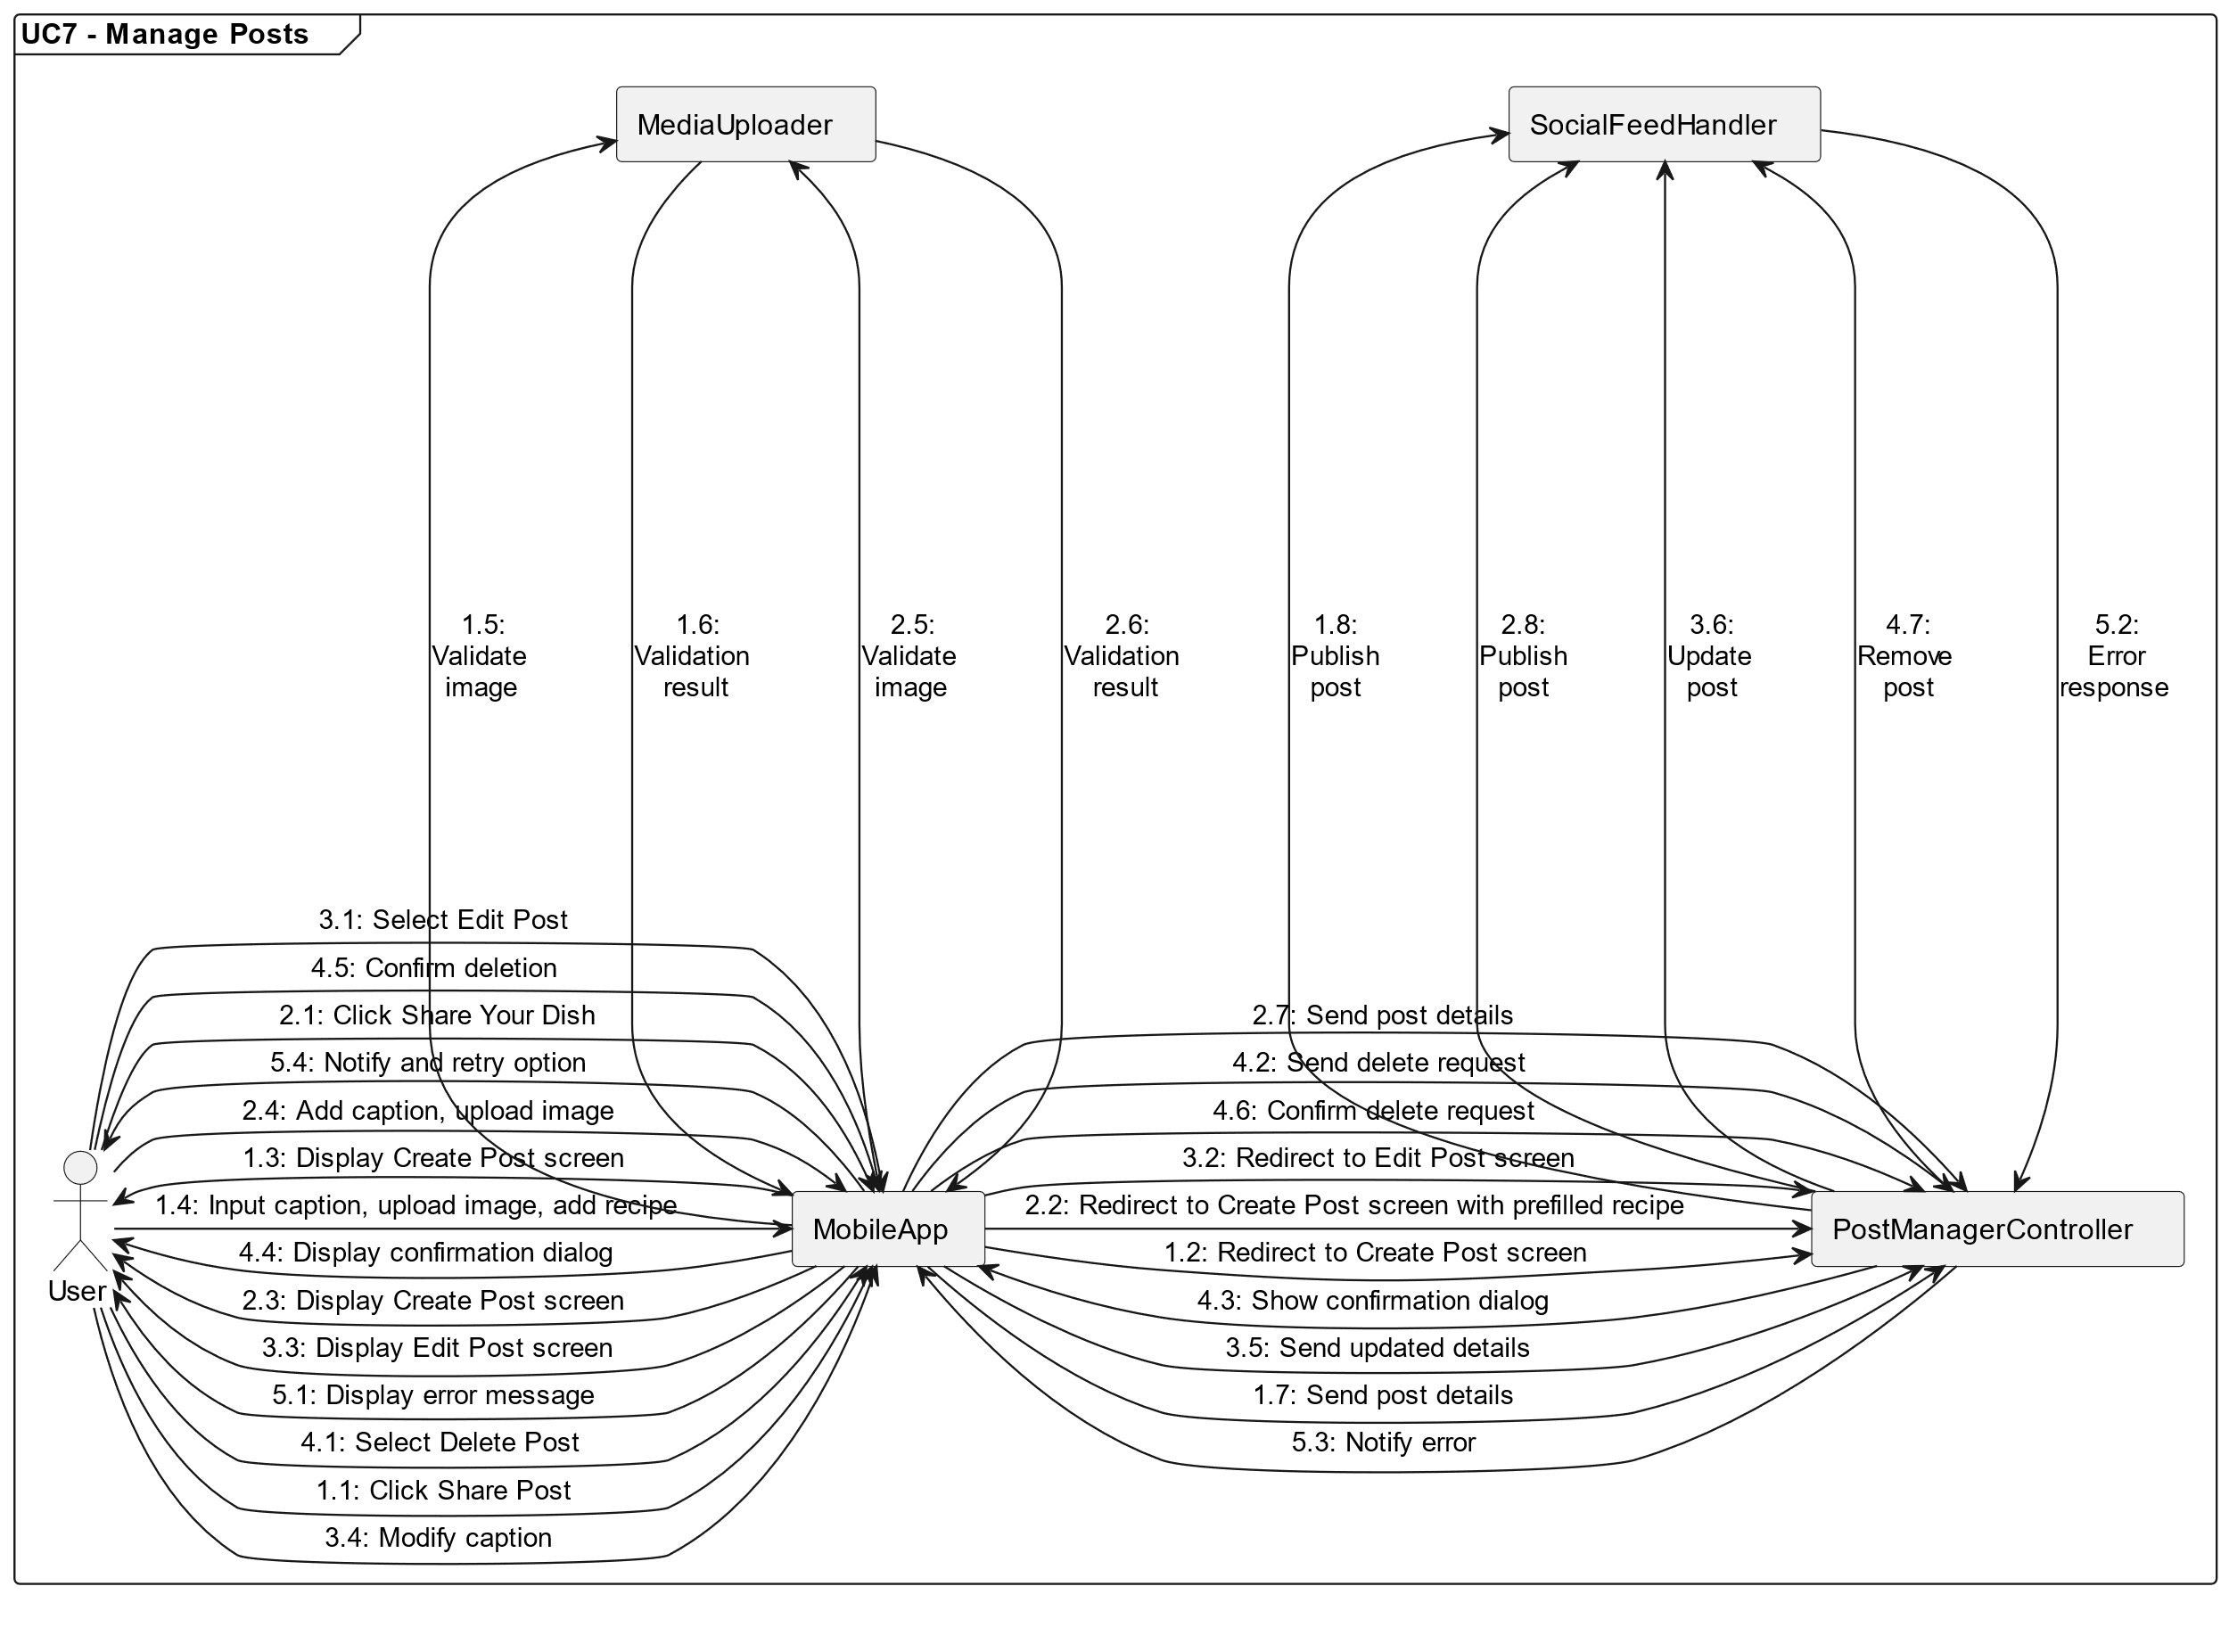 UC7 - Manage Posts
MediaUploader
SocialFeedHandler
1.5:
Validate
image
1.6:
Validation
result
2.5:
Validate
image
2.6:
Validation
result
1.8:
Publish
post
2.8:
Publish
post
3.6:
Update
post
4.7:
Remove
post
5.2:
Error
response
3.1: Select Edit Post
4.5: Confirm deletion
2.1: Click Share Your Dish
5.4: Notify and retry option
2.4: Add caption, upload image
1.3: Display Create Post screen
1.4: Input caption, upload image, add recipe
4.4: Display confirmation dialog
2.3: Display Create Post screen
3.3: Display Edit Post screen
5.1: Display error message
4.1: Select Delete Post
1.1: Click Share Post
3.4: Modify caption
User
MobileApp
2.7: Send post details
4.2: Send delete request
4.6: Confirm delete request
3.2: Redirect to Edit Post screen
2.2: Redirect to Create Post screen with prefilled recipe
1.2: Redirect to Create Post screen
4.3: Show confirmation dialog
3.5: Send updated details
1.7: Send post details
5.3: Notify error
PostManagerController